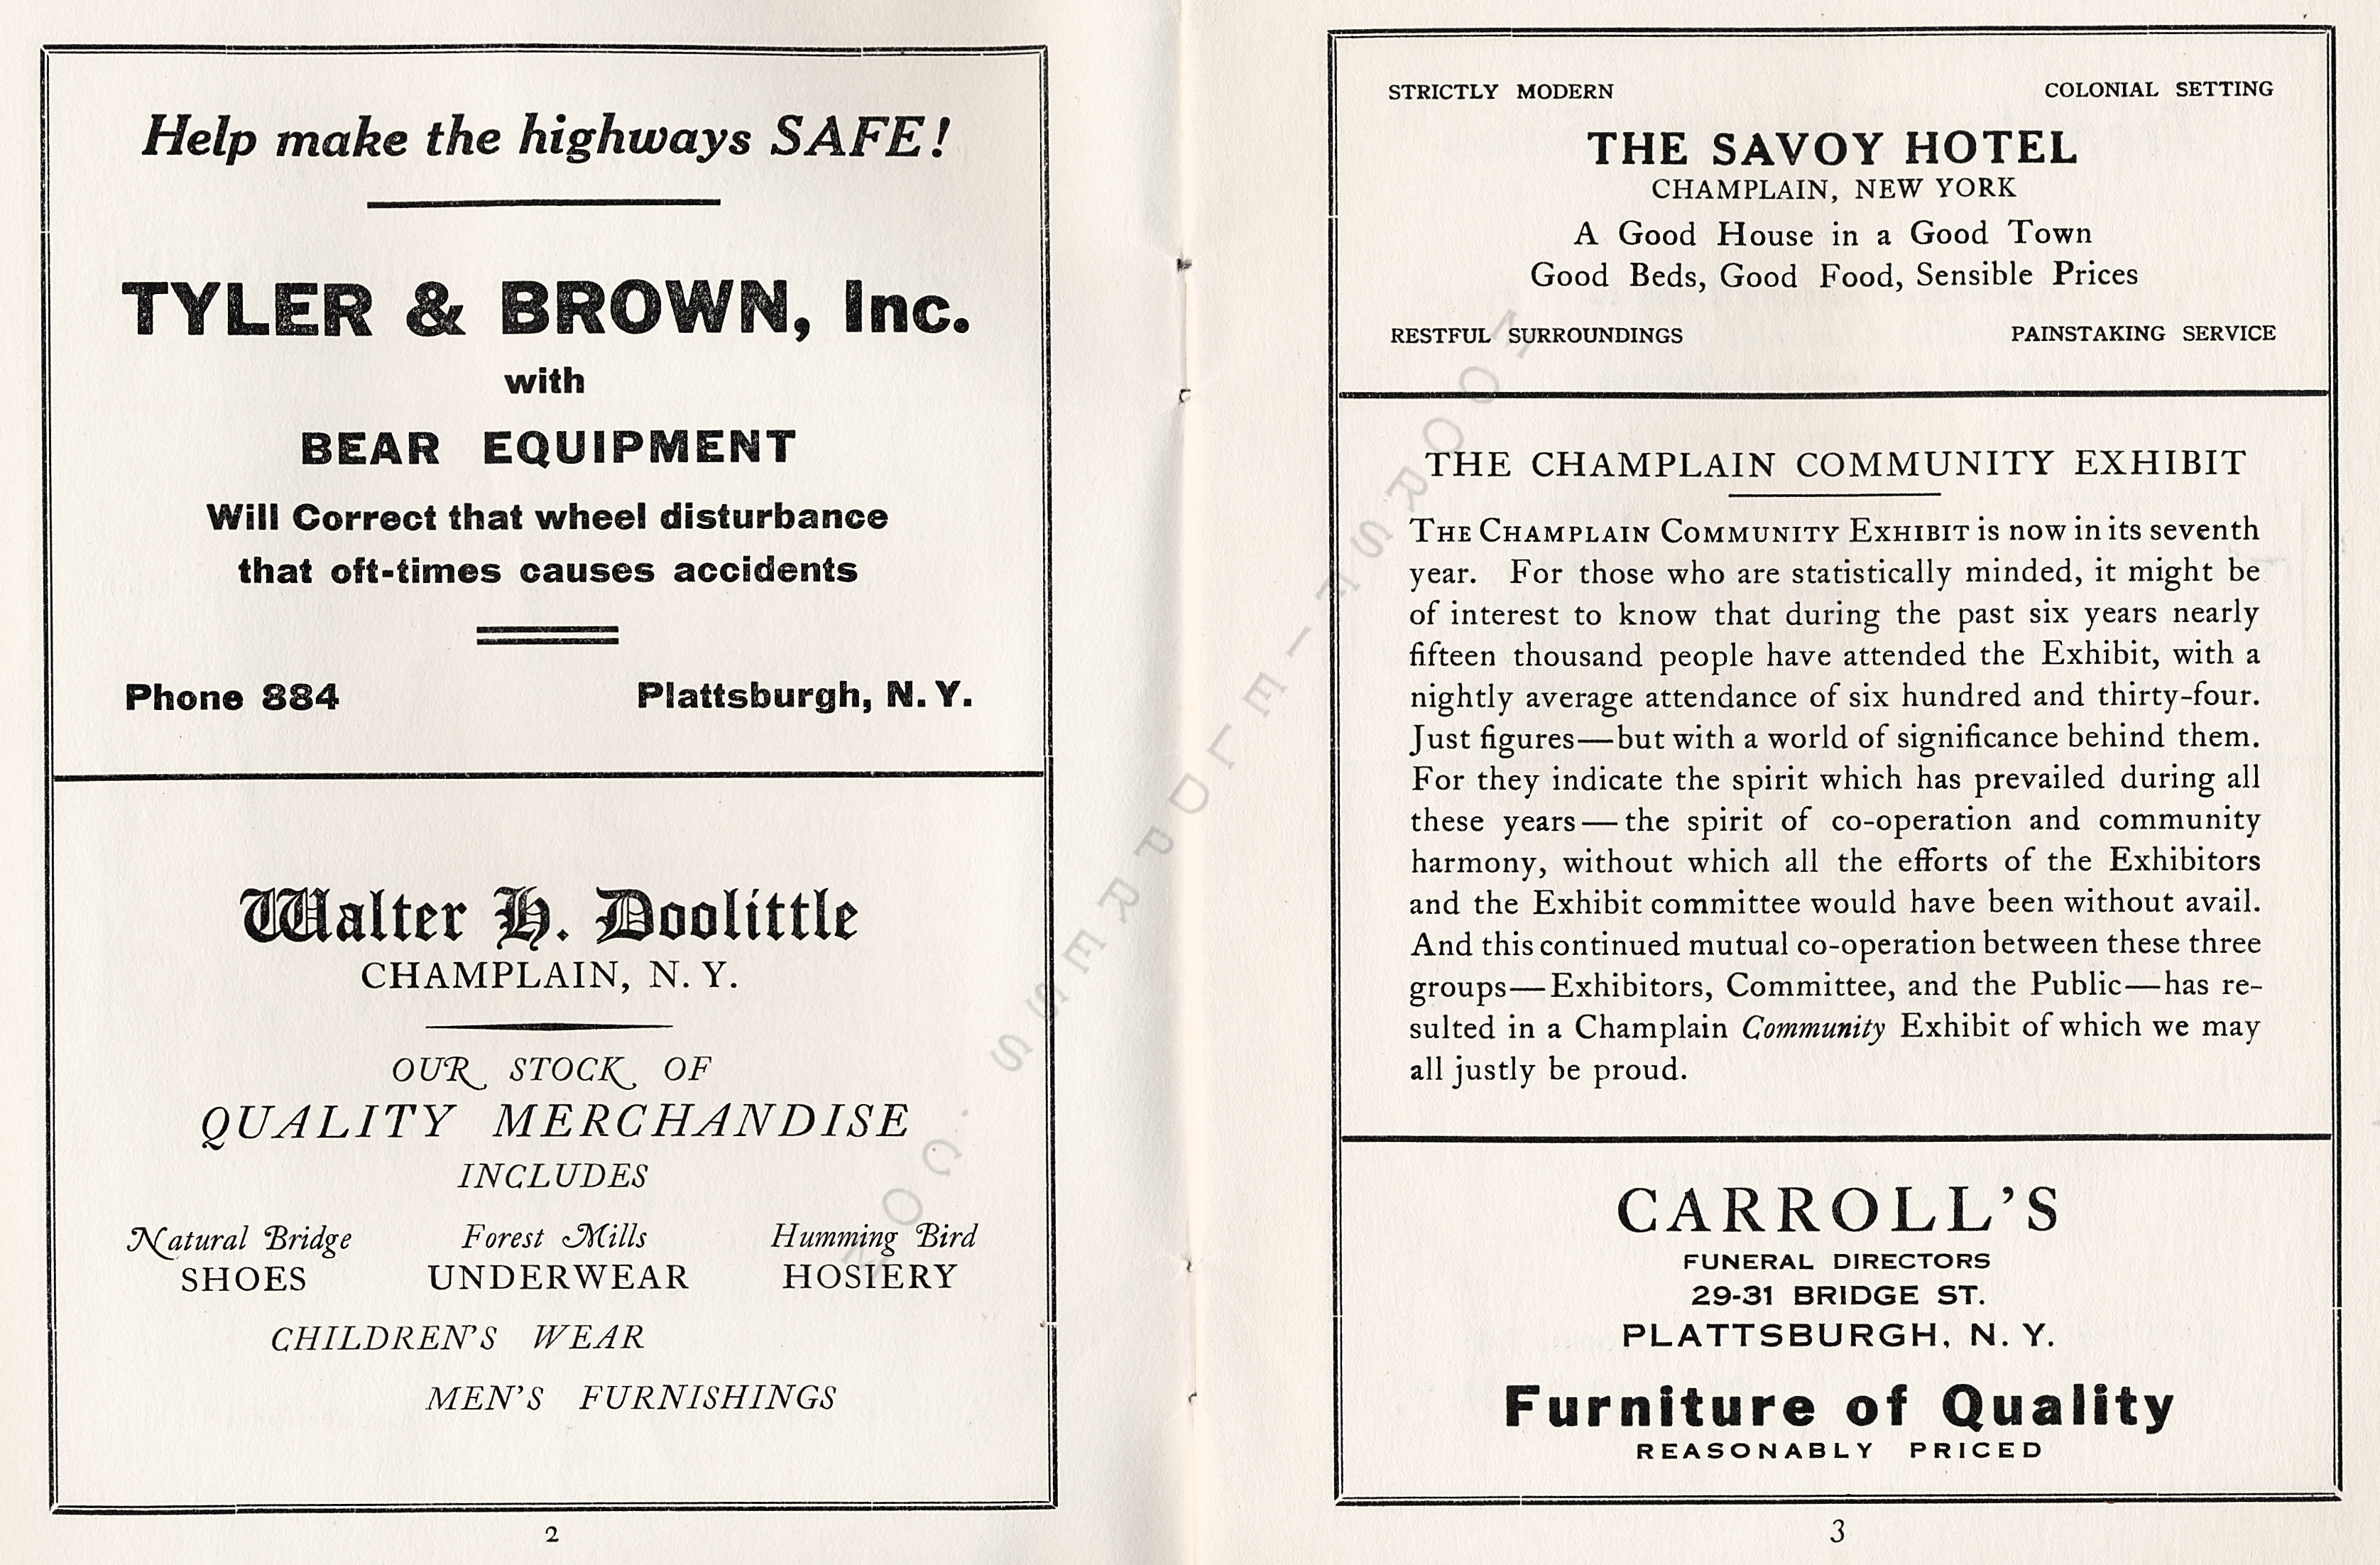 Help make the highways SAFE!
TYLER & BROWN, Inc.
with
BEAR EQUIPMENT
Will Correct that wheel disturbance
that oft-times causes accidents
Phone 884 Plattsburgh, N. Y.
Walter H. Doolittle
CHAMPLAIN, N. Y.
OUR STOCK OF
QUALITY MERCHANDISE
INCLUDES
Natural Bridge Forest Mills Humming Bird
SHOES UNDERWEAR HOSIERY
CHILDREN'S WEAR
MEN'S FURNISHINGS
2
STRICTLY MODERN COLONIAL SETTING
THE SAVOY HOTEL
CHAMPLAIN, NEW YORK
A Good House in a Good Town
Good Beds, Good Food, Sensible Prices
RESTFUL SURROUNDINGS PAINSTAKING SERVICE
THE CHAMPLAIN COMMUNITY EXHIBIT
THE CHAMPLAIN COMMUNITY EXHIBIT is now in its seventh
year. For those who are statistically minded, it might be
of interest to know that during the past six years nearly
fifteen thousand people have attended the Exhibit, with a
nightly average attendance of six hundred and thirty-four.
Just figures—but with a world of significance behind them.
For they indicate the spirit which has prevailed during all
these years—the spirit of co-operation and community
harmony, without which all the efforts of the Exhibitors
and the Exhibit committee would have been without avail.
And this continued mutual co-operation between these three
groups—Exhibitors, Committee, and the Public—has re-
sulted in a Champlain Community Exhibit of which we may
all justly be proud.
CARROLL'S
FUNERAL DIRECTORS
29-31 BRIDGE ST.
PLATTSBURGH, N. Y.
Furniture of Quality
REASONABLY PRICED
3